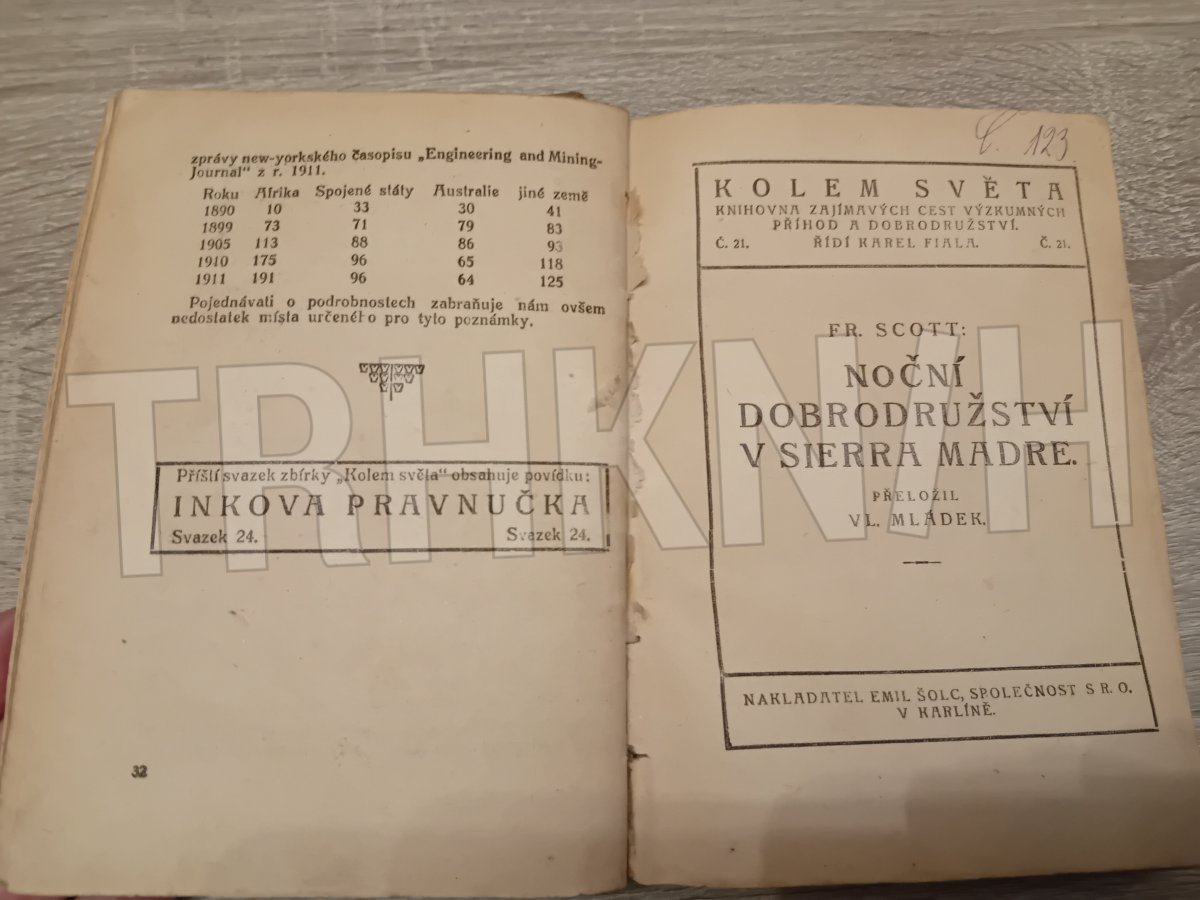 zprávy new-yorkského časopisu „Engineering and Mining-
Journal" z r. 1911.
Roku Afrika Spojené státy Australie jiné země
1890 10 33 30 41
1899 73 71 79 83
1905 113 88 86 93
1910 175 96 65 118
1911 191 96 64 125
Pojednávati o podrobnostech zabraňuje nám ovšem
nedostatek místa určeného pro tyto poznámky.
Příští svazek zbírky „Kolem světa" obsahuje povídku:
INKOVA PRAVNUČKA
Svazek 24. Svazek 24.
32
Č. 123
KOLEM SVĚTA
KNIHOVNA ZAJÍMAVÝCH CEST VÝZKUMNÝCH
PŘÍHOD A DOBRODRUŽSTVÍ.
Č. 21. ŘÍDÍ KAREL FIALA. Č. 21.
FR. SCOTT:
NOČNÍ
DOBRODRUŽSTVÍ
V SIERRA MADRE.
PŘELOŽIL
VL. MLÁDEK.
NAKLADATEL EMIL ŠOLC, SPOLEČNOST S R. O.
V KARLÍNĚ.
TRHKNIH